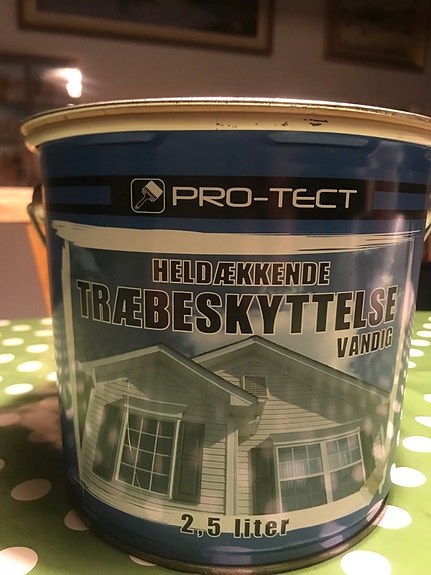 PRO-TECT
HELDÆKKENDE
TRÆBESKYTTELSE
VANDIG
2,5 liter